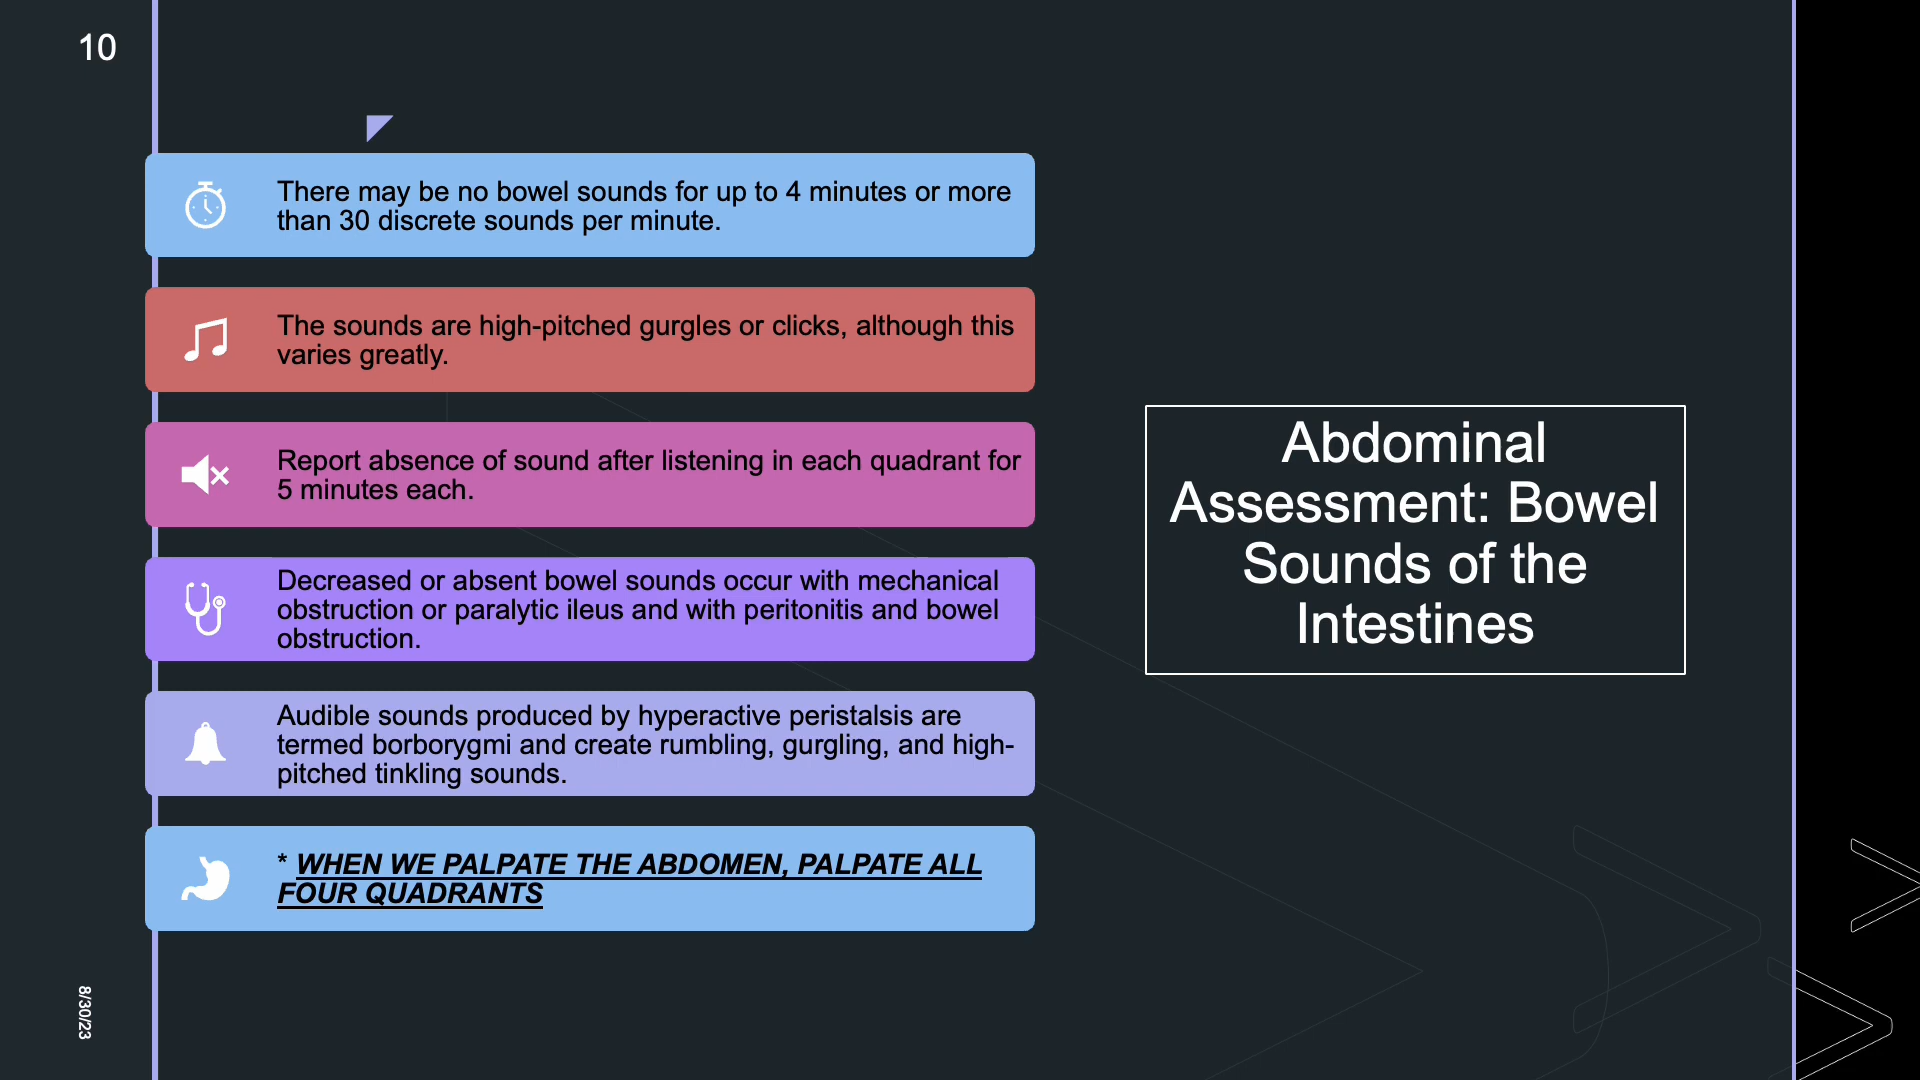 10
There may be no bowel sounds for up to 4 minutes or more
than 30 discrete sounds per minute.
The sounds are high-pitched gurgles or clicks, although this
varies greatly.
Report absence of sound after listening in each quadrant for
5 minutes each.
Decreased or absent bowel sounds occur with mechanical
obstruction or paralytic ileus and with peritonitis and bowel
obstruction.
Audible sounds produced by hyperactive peristalsis are
termed borborygmi and create rumbling, gurgling, and high-
pitched tinkling sounds.
* WHEN WE PALPATE THE ABDOMEN, PALPATE ALL
FOUR QUADRANTS
Abdominal
Assessment: Bowel
Sounds of the
Intestines
8/30/23